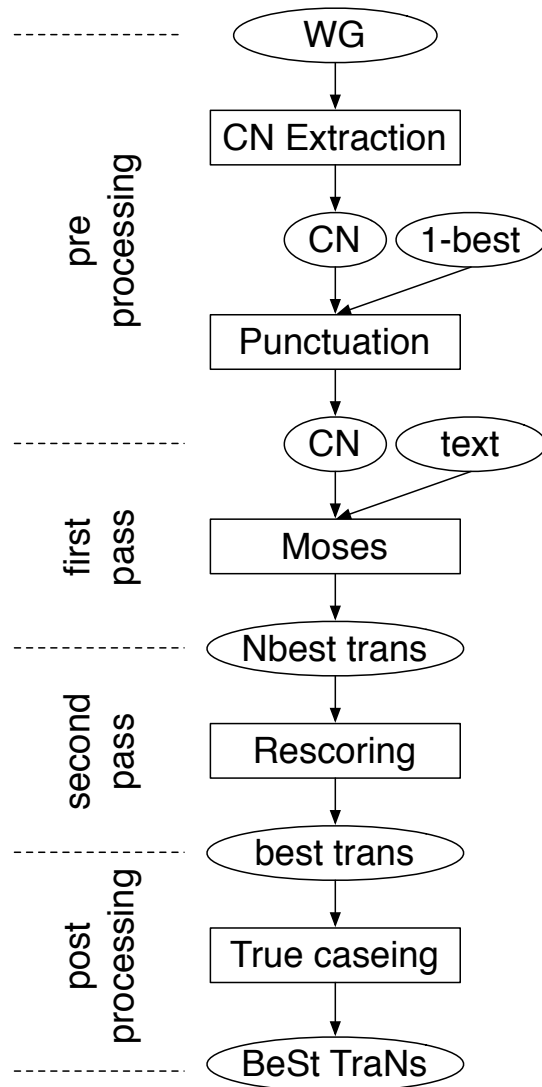 WG
CN Extraction
CN
1-best
pre
processing
Punctuation
CN
text
first
pass
Moses
Nbest trans
second
pass
Rescoring
best trans
post
processing
True caseing
BeSt TraNs